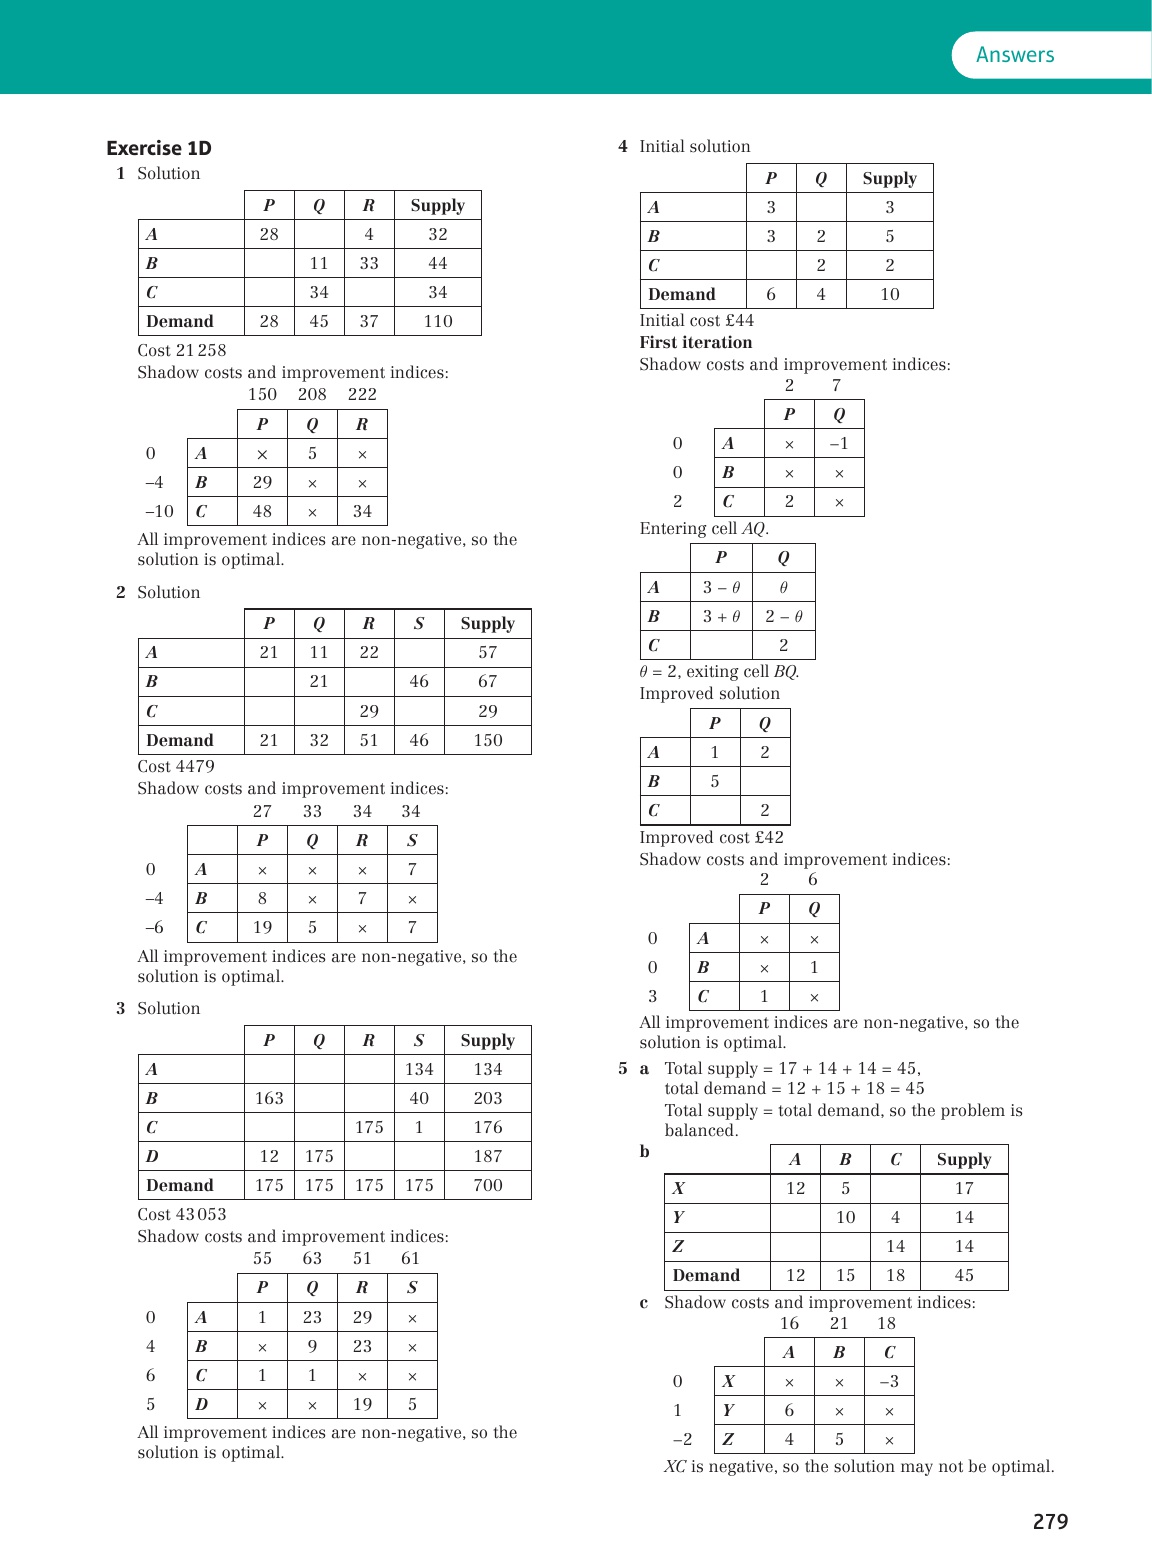 Answers
Exercise 1D
1 Solution
P Q R Supply
A 28 4 32
B 11 33 44
C 34 34
Demand 28 45 37 110
Cost 21 258
Shadow costs and improvement indices:
150 208 222
P Q R
0 A × 5 ×
–4 B 29 × ×
–10 C 48 × 34
All improvement indices are non-negative, so the
solution is optimal.
2 Solution
P Q R S Supply
A 21 11 22 57
B 21 46 67
C 29 29
Demand 21 32 51 46 150
Cost 4479
Shadow costs and improvement indices:
27 33 34 34
P Q R S
0 A × × × 7
–4 B 8 × 7 ×
–6 C 19 5 × 7
All improvement indices are non-negative, so the
solution is optimal.
3 Solution
P Q R S Supply
A 134 134
B 163 40 203
C 175 1 176
D 12 175 187
Demand 175 175 175 175 700
Cost 43 053
Shadow costs and improvement indices:
55 63 51 61
P Q R S
0 A 1 23 29 ×
4 B × 9 23 ×
6 C 1 1 × ×
5 D × × 19 5
All improvement indices are non-negative, so the
solution is optimal.
4 Initial solution
P Q Supply
A 3 3
B 3 2 5
C 2 2
Demand 6 4 10
Initial cost £44
First iteration
Shadow costs and improvement indices:
2 7
P Q
0 A × –1
0 B × ×
2 C 2 ×
Entering cell AQ.
P Q
A 3 – θ θ
B 3 + θ 2 – θ
C 2
θ = 2, exiting cell BQ.
Improved solution
P Q
A 1 2
B 5
C 2
Improved cost £42
Shadow costs and improvement indices:
2 6
P Q
0 A × ×
0 B × 1
3 C 1 ×
All improvement indices are non-negative, so the
solution is optimal.
5 a Total supply = 17 + 14 + 14 = 45,
total demand = 12 + 15 + 18 = 45
Total supply = total demand, so the problem is
balanced.
b
A B C Supply
X 12 5 17
Y 10 4 14
Z 14 14
Demand 12 15 18 45
c Shadow costs and improvement indices:
16 21 18
A B C
0 X × × –3
1 Y 6 × ×
–2 Z 4 5 ×
XC is negative, so the solution may not be optimal.
279